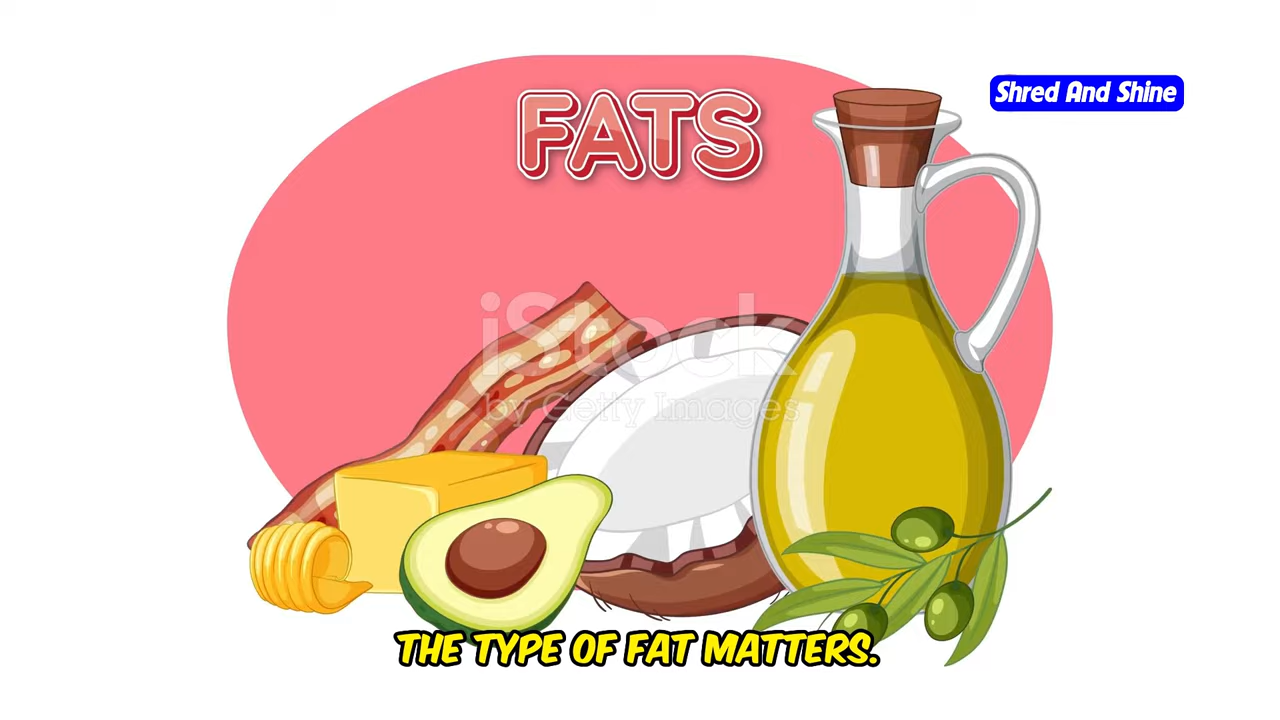 FATS
Shred And Shine
iStock
by Getty Images
THE TYPE OF FAT MATTERS.